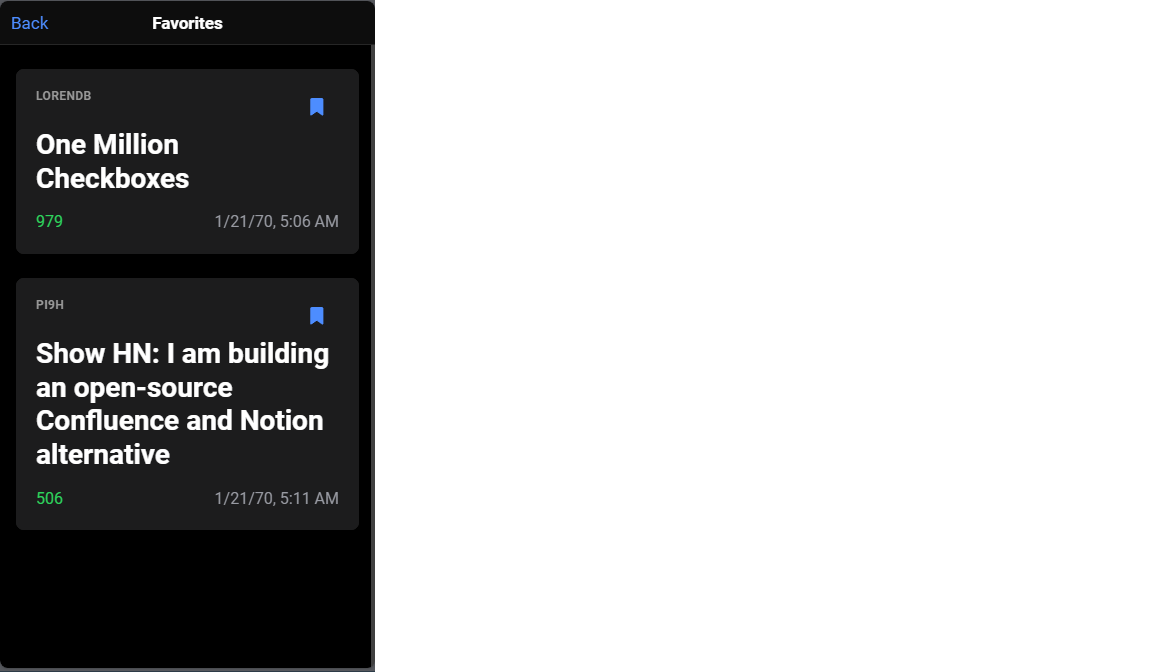 Back
Favorites
LORENDB
One Million
Checkboxes
979
1/21/70, 5:06 AM
PI9H
Show HN: I am building
an open-source
Confluence and Notion
alternative
506
1/21/70, 5:11 AM